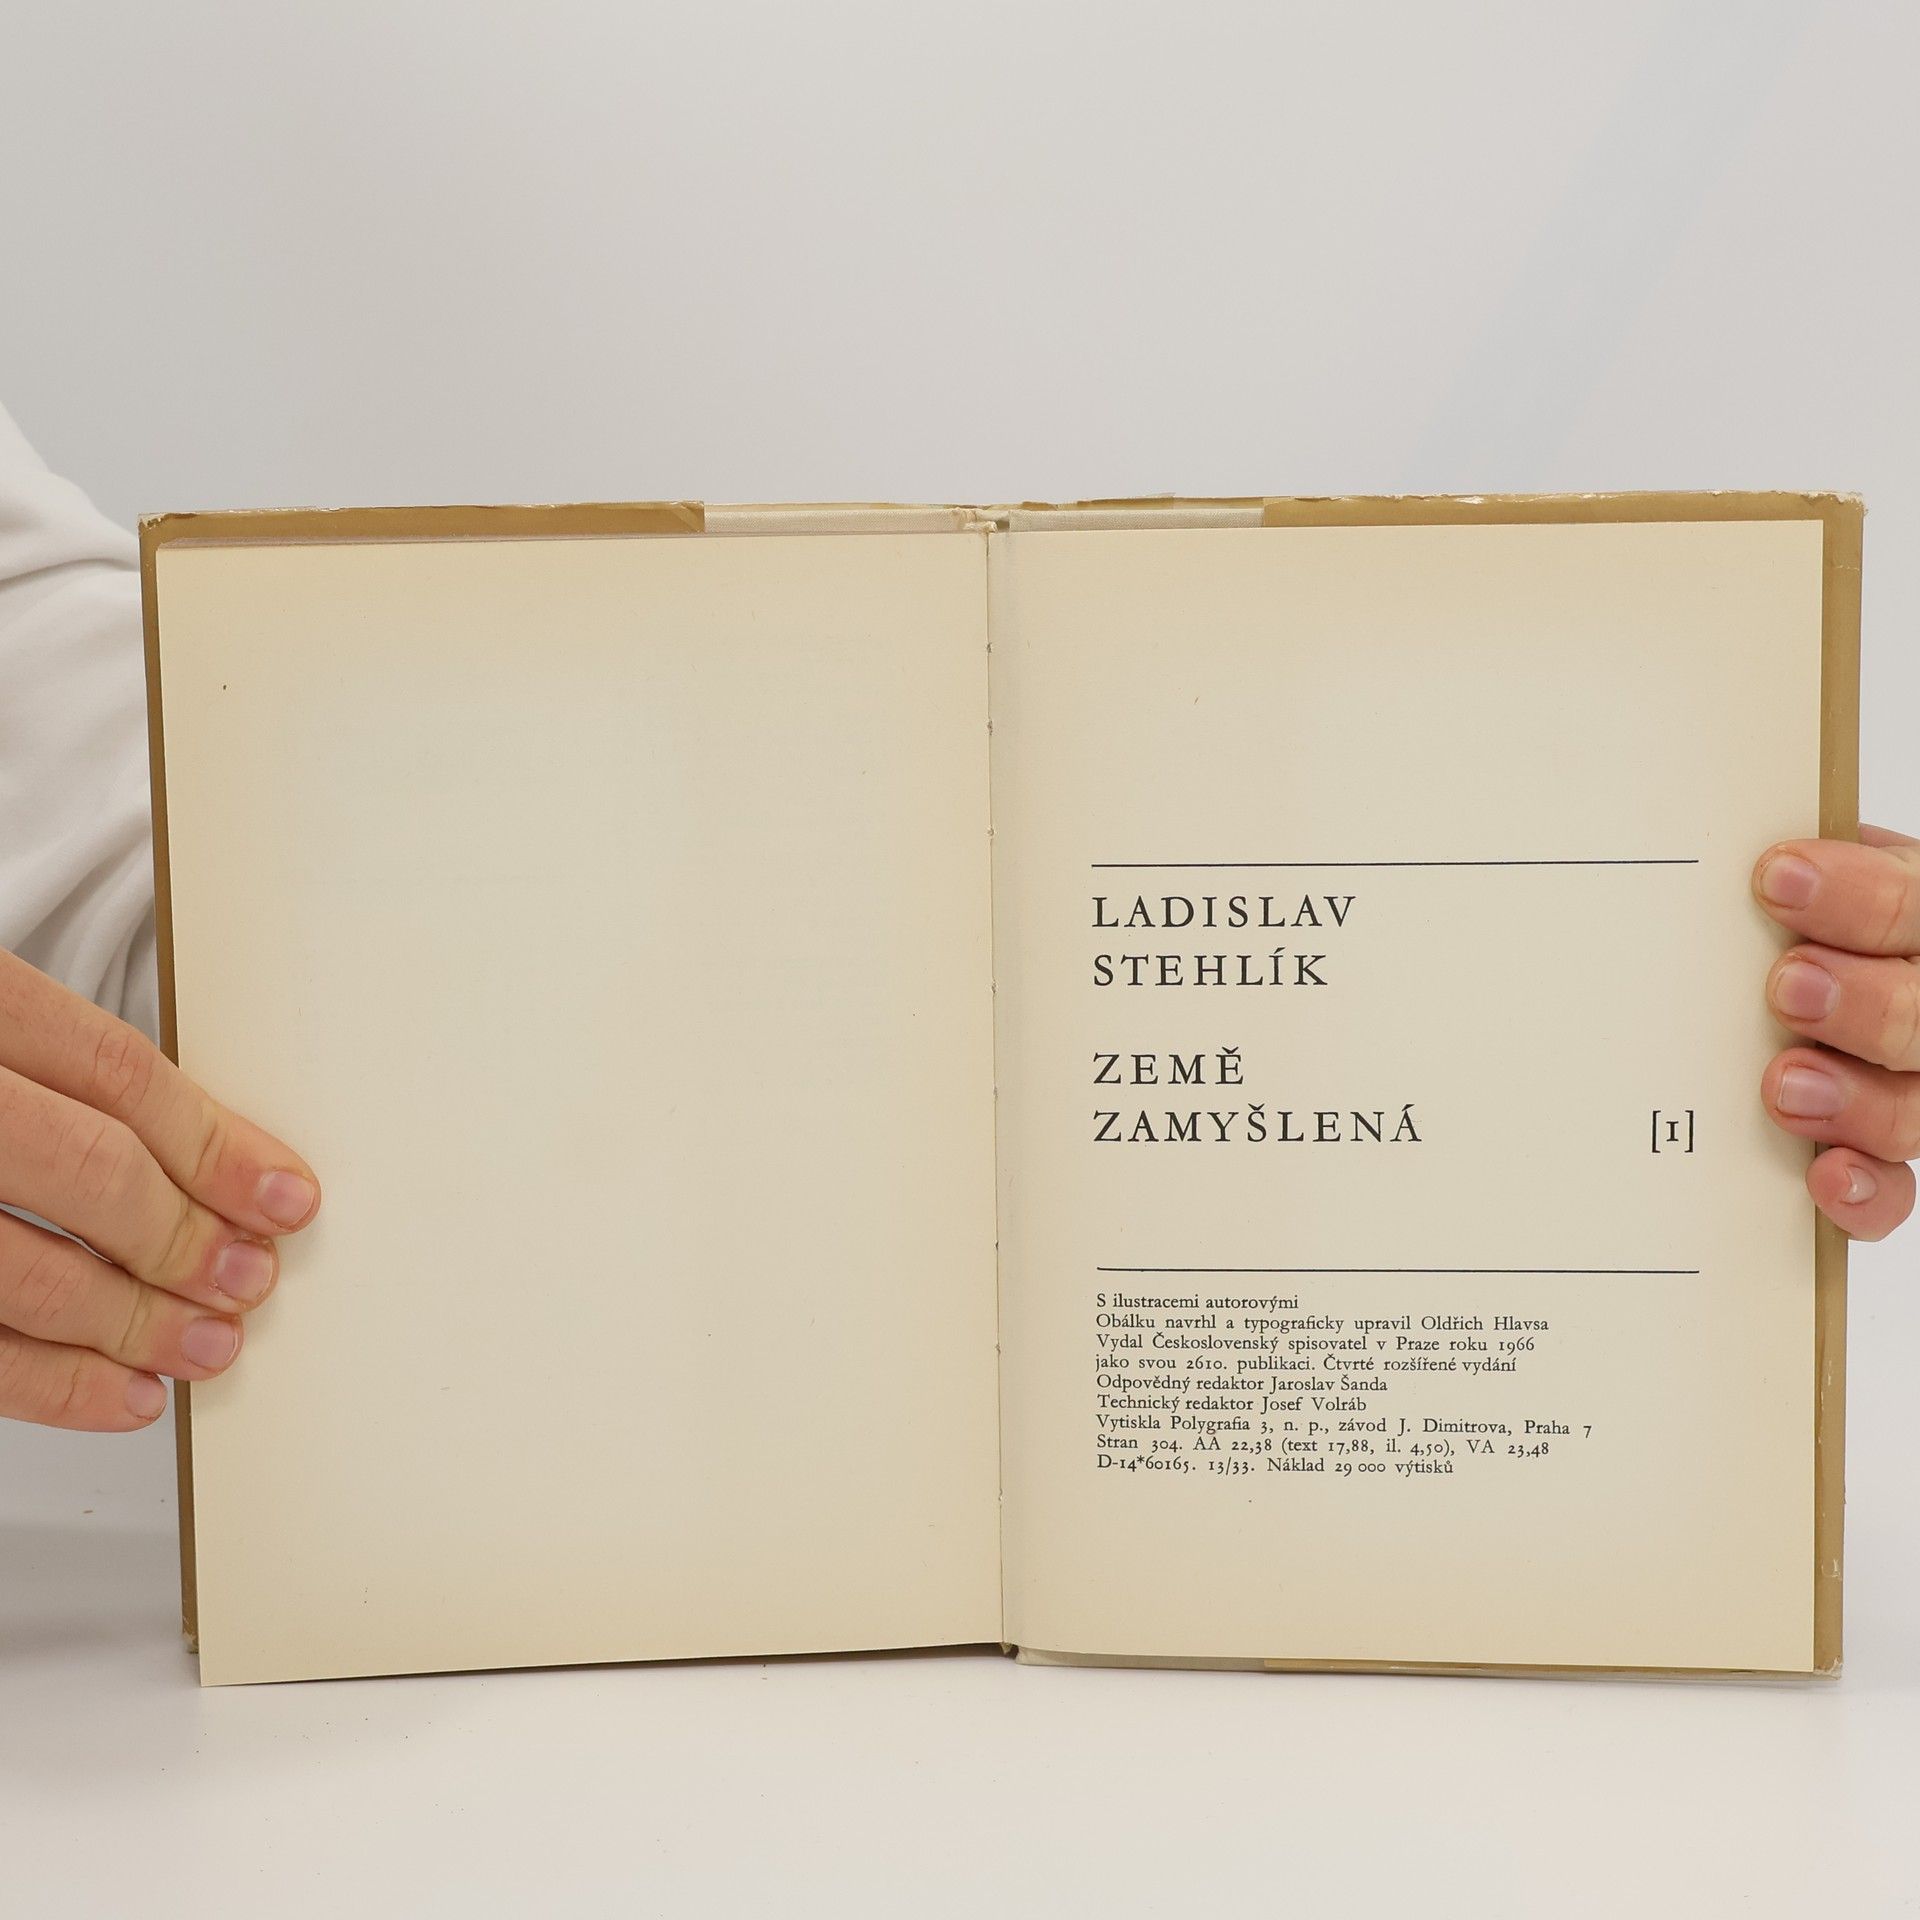 LADISLAV
STEHLÍK
ZEMĚ
ZAMYŠLENÁ [1]
S ilustracemi autorovými
Obálku navrhl a typograficky upravil Oldřich Hlavsa
Vydal Československý spisovatel v Praze roku 1966
jako svou 2610. publikaci. Čtvrté rozšířené vydání
Odpovědný redaktor Jaroslav Šanda
Technický redaktor Josef Volráb
Vytiskla Polygrafia 3, n. p., závod J. Dimitrova, Praha 7
Stran 304. AA 22,38 (text 17,88, il. 4,50), VA 23,48
D-14*60165. 13/33. Náklad 29 000 výtisků